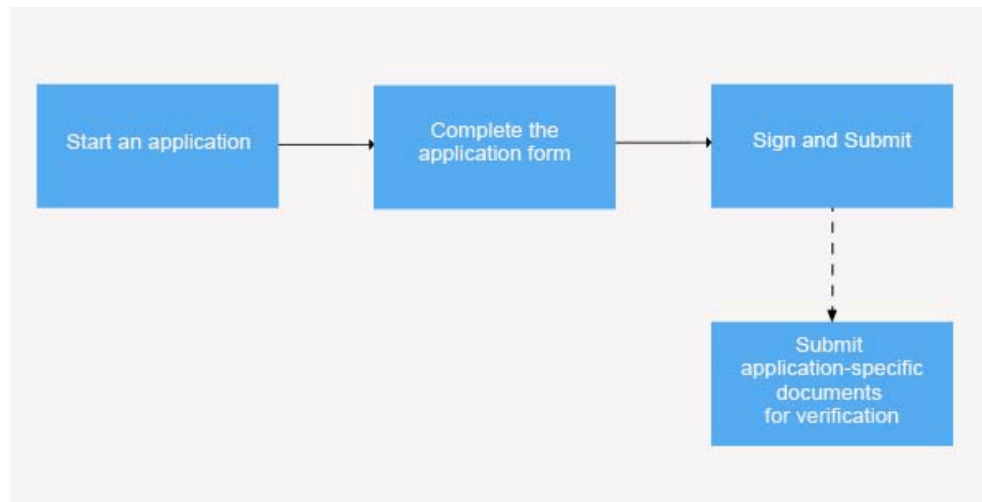 Start an application
Complete the
application form
Sign and Submit
Submit
application-specific
documents
for verification